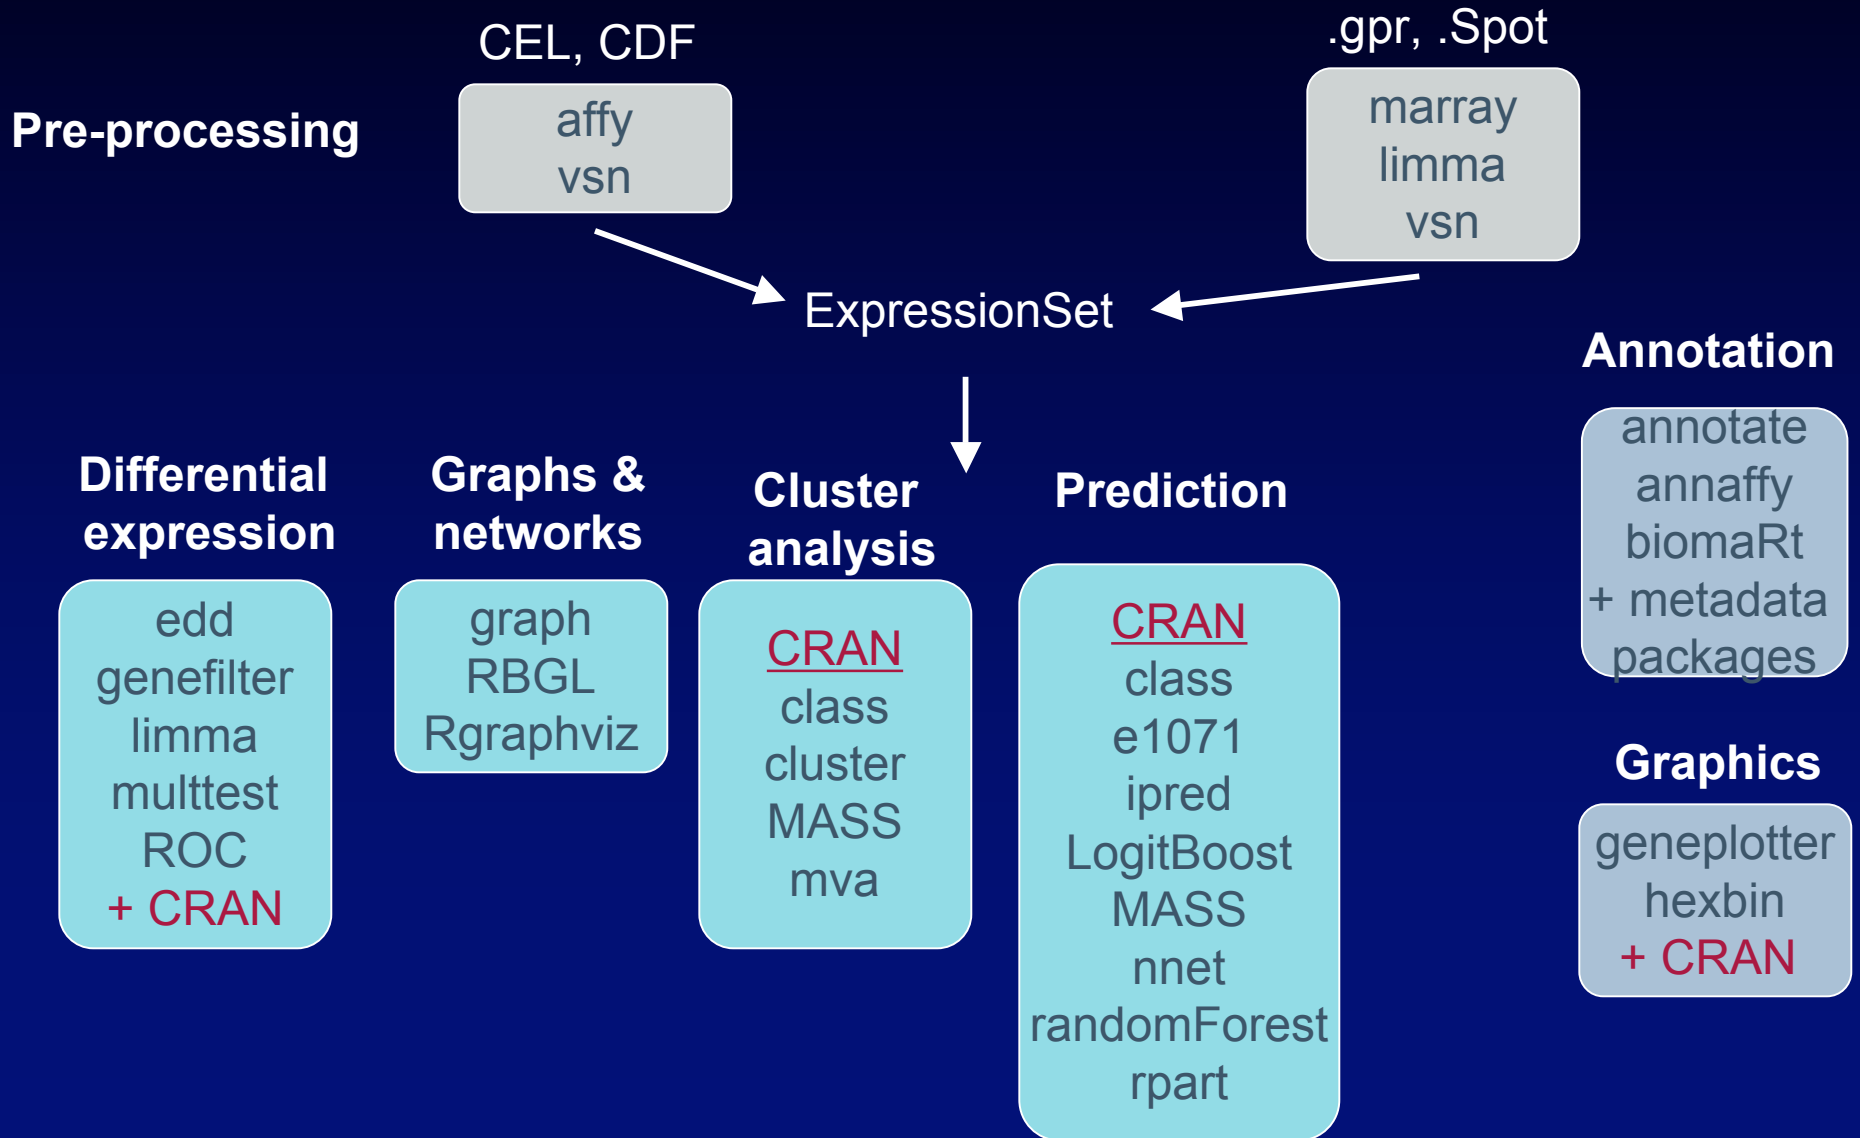 CEL, CDF
.gpr, .Spot
Pre-processing
affy
vsn
marray
limma
vsn
ExpressionSet
Differential
expression
edd
genefilter
limma
multtest
ROC
+ CRAN
Graphs &
networks
graph
RBGL
Rgraphviz
Cluster
analysis
CRAN
class
cluster
MASS
mva
Prediction
CRAN
class
e1071
ipred
LogitBoost
MASS
nnet
randomForest
rpart
Annotation
annotate
annaffy
biomaRt
+ metadata
packages
Graphics
geneplotter
hexbin
+ CRAN